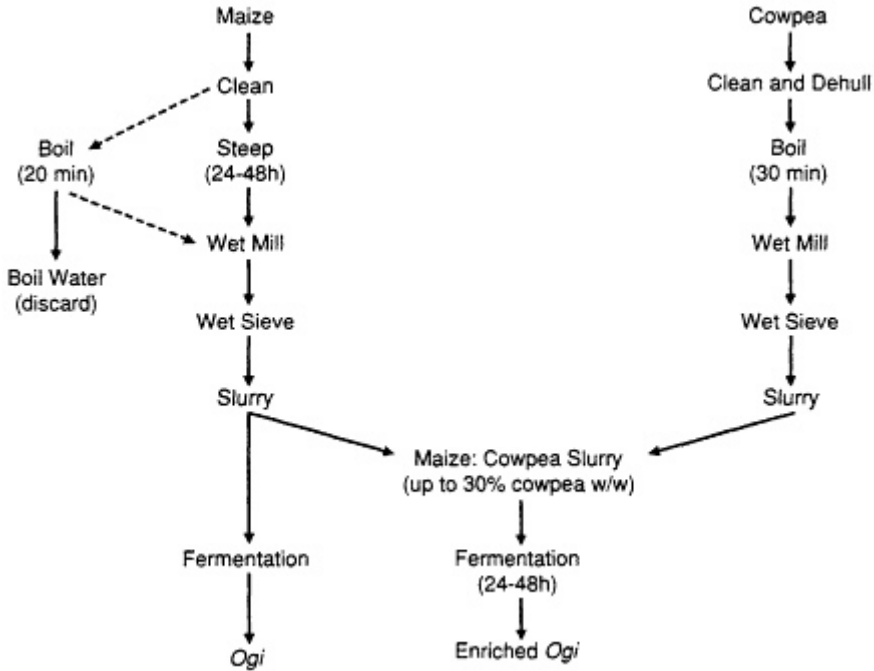 Maize
Cowpea
Clean
Clean and Dehull
Boil
(20 min)
Steep
(24-48h)
Boil
(30 min)
Wet Mill
Wet Mill
Boil Water
(discard)
Wet Sieve
Wet Sieve
Slurry
Slurry
Maize: Cowpea Slurry
(up to 30% cowpea w/w)
Fermentation
Fermentation
(24-48h)
Ogi
Enriched Ogi